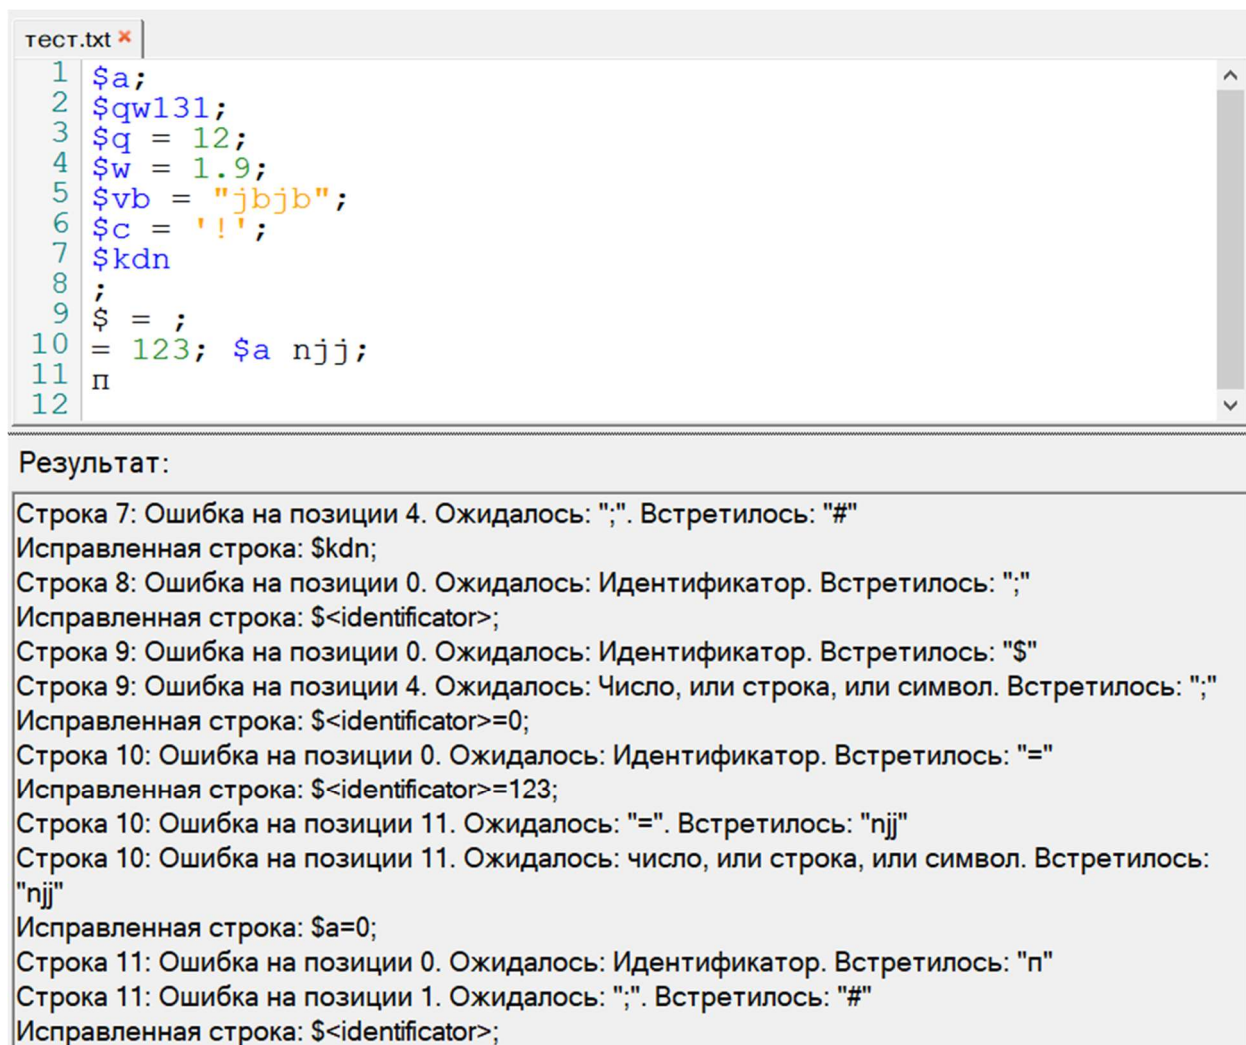 тест.txt ×
1 $a;
2 $qw131;
3 $q = 12;
4 $w = 1.9;
5 $vb = "jbjb";
6 $c = '!';
7 $kdn
8 ;
9 $ = ;
10 = 123; $a njj;
11 п
12
Результат:
Строка 7: Ошибка на позиции 4. Ожидалось: ";". Встретилось: "#"
Исправленная строка: $kdn;
Строка 8: Ошибка на позиции 0. Ожидалось: Идентификатор. Встретилось: ";"
Исправленная строка: $<identificator>;
Строка 9: Ошибка на позиции 0. Ожидалось: Идентификатор. Встретилось: "$"
Строка 9: Ошибка на позиции 4. Ожидалось: Число, или строка, или символ. Встретилось: ";"
Исправленная строка: $<identificator>=0;
Строка 10: Ошибка на позиции 0. Ожидалось: Идентификатор. Встретилось: "="
Исправленная строка: $<identificator>=123;
Строка 10: Ошибка на позиции 11. Ожидалось: "=". Встретилось: "njj"
Строка 10: Ошибка на позиции 11. Ожидалось: число, или строка, или символ. Встретилось:
"njj"
Исправленная строка: $a=0;
Строка 11: Ошибка на позиции 0. Ожидалось: Идентификатор. Встретилось: "п"
Строка 11: Ошибка на позиции 1. Ожидалось: ";". Встретилось: "#"
Исправленная строка: $<identificator>;